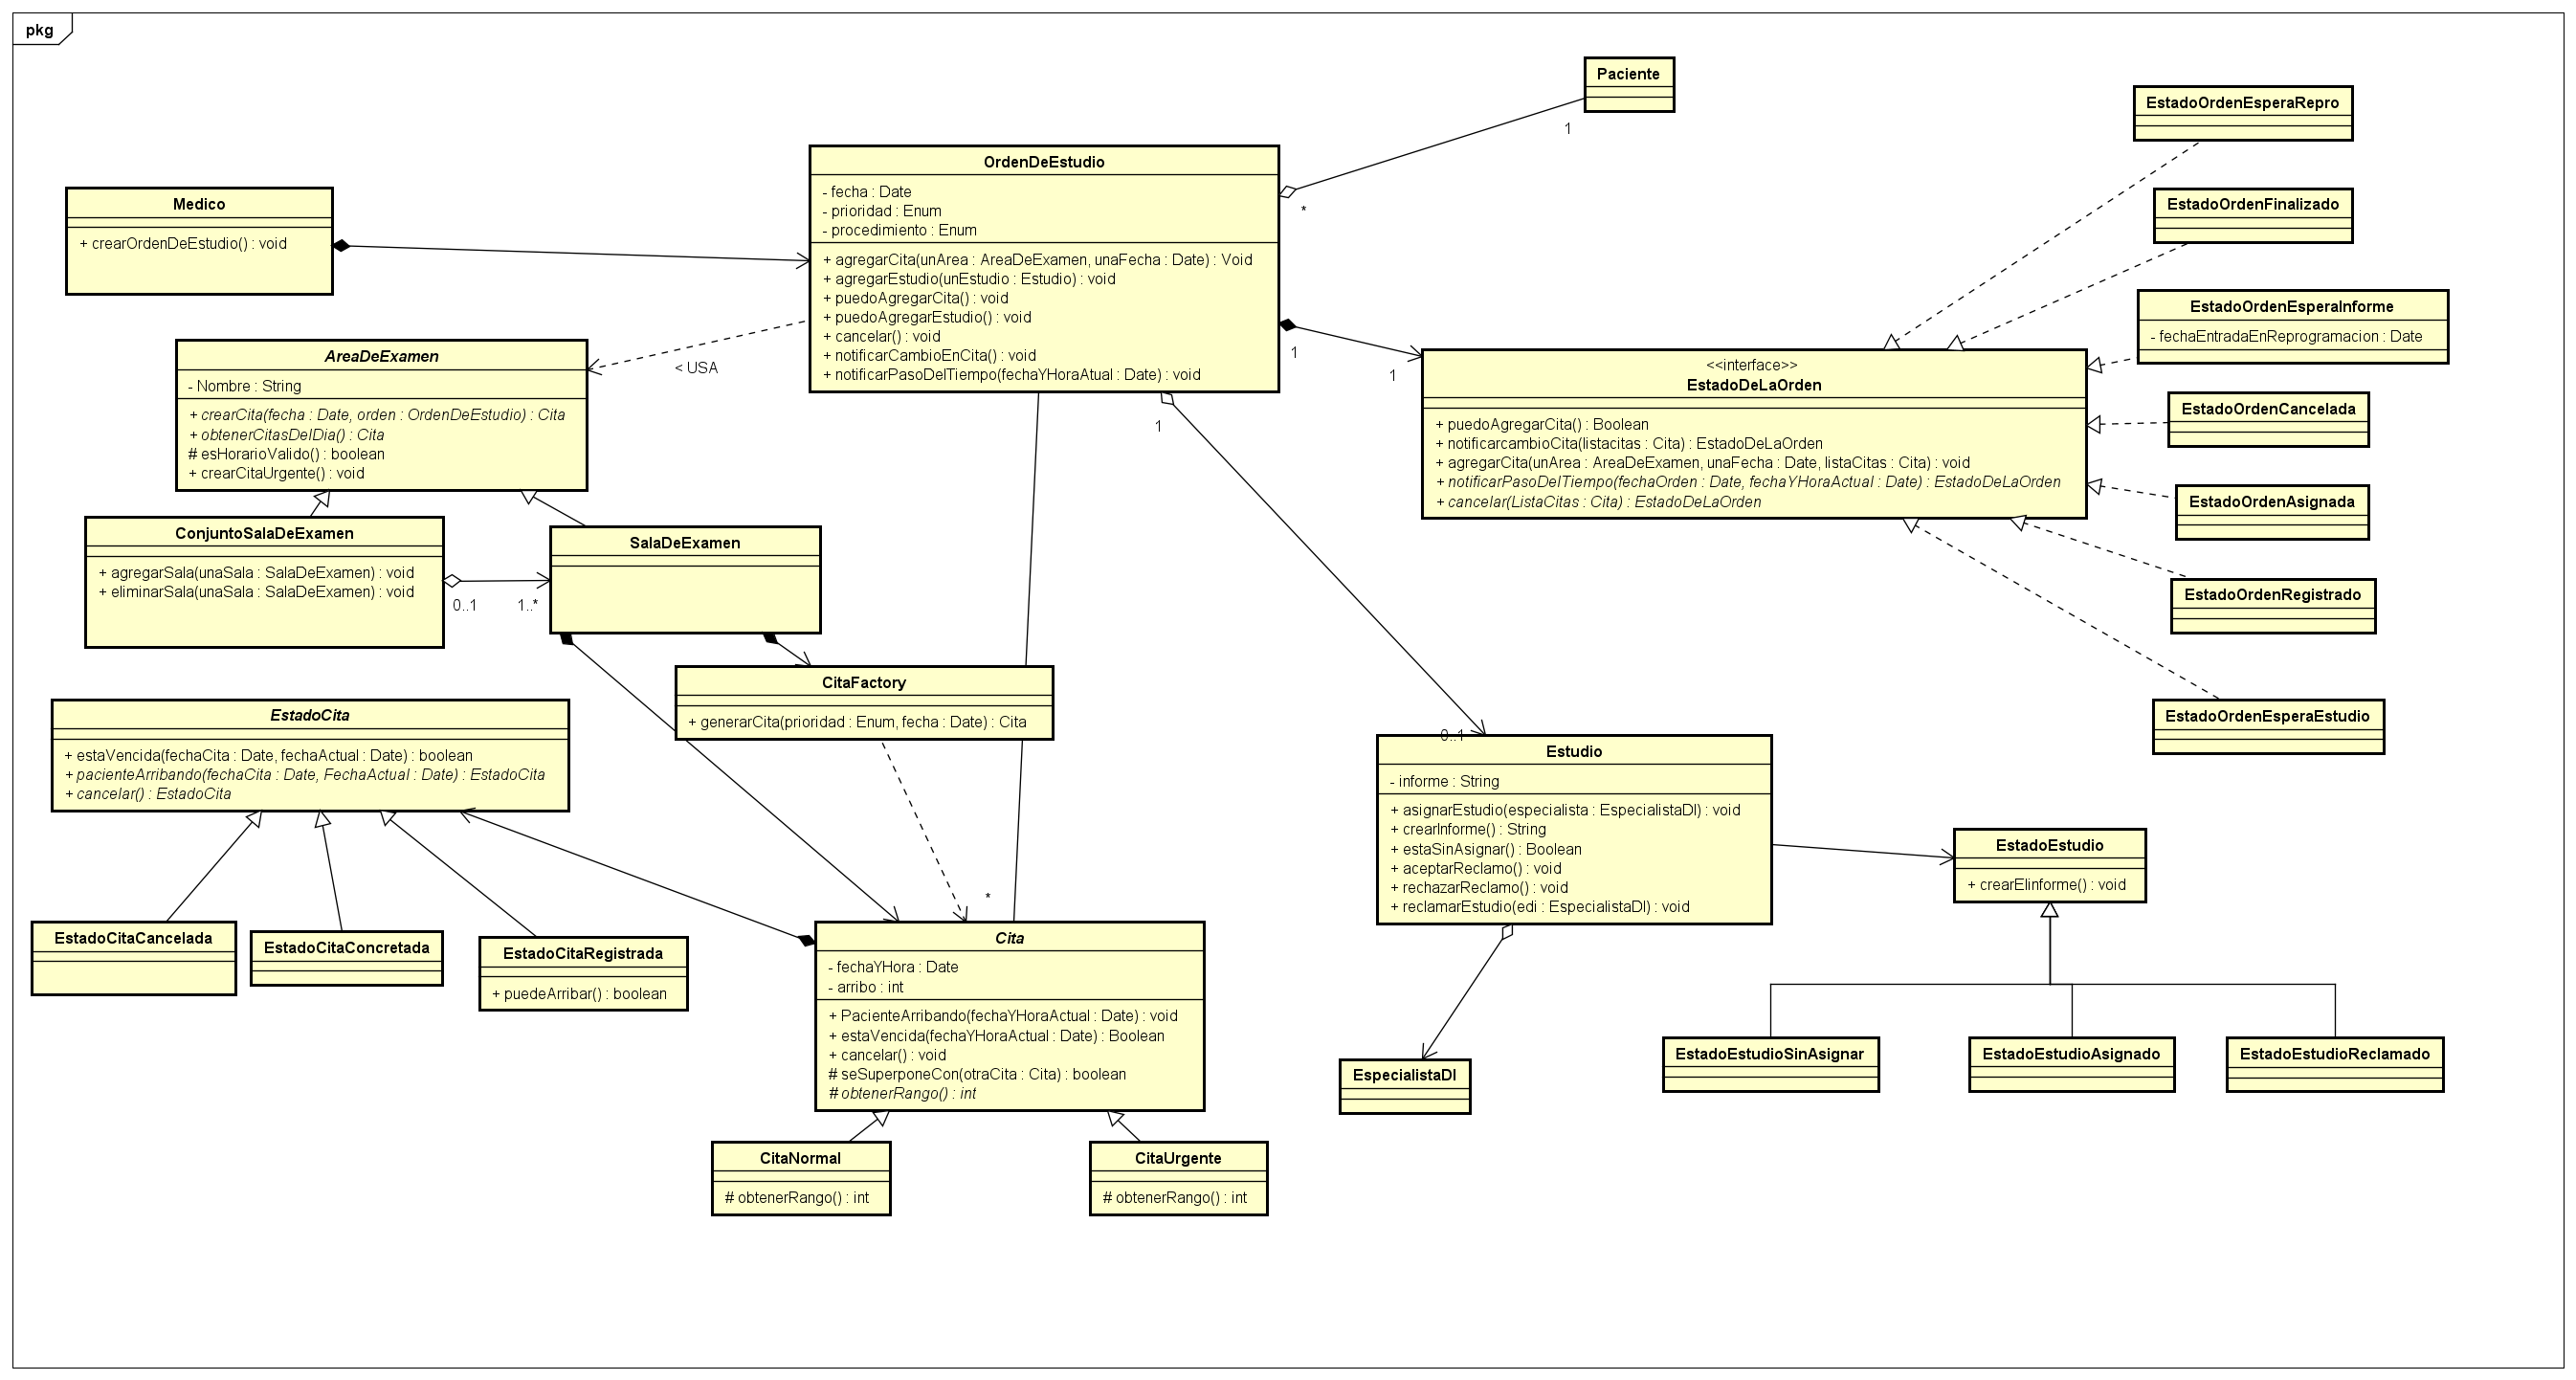 pkg
Paciente
1
*
EstadoOrdenEsperaRepro
EstadoOrdenFinalizado
EstadoOrdenEsperaInforme
- fechaEntradaEnReprogramacion : Date
EstadoOrdenCancelada
EstadoOrdenAsignada
EstadoOrdenRegistrado
EstadoOrdenEsperaEstudio
OrdenDeEstudio
- fecha : Date
- prioridad : Enum
- procedimiento : Enum
+ agregarCita(unArea : AreaDeExamen, unaFecha : Date) : Void
+ agregarEstudio(unEstudio : Estudio) : void
+ puedoAgregarCita() : void
+ puedoAgregarEstudio() : void
+ cancelar() : void
+ notificarCambioEnCita() : void
+ notificarPasoDelTiempo(fechaYHoraAtual : Date) : void
Medico
+ crearOrdenDeEstudio() : void
1
1
1
< USA
<<interface>>
EstadoDeLaOrden
+ puedoAgregarCita() : Boolean
+ notificarcambioCita(listacitas : Cita) : EstadoDeLaOrden
+ agregarCita(unArea : AreaDeExamen, unaFecha : Date, listaCitas : Cita) : void
+ notificarPasoDelTiempo(fechaOrden : Date, fechaYHoraActual : Date) : EstadoDeLaOrden
+ cancelar(ListaCitas : Cita) : EstadoDeLaOrden
AreaDeExamen
- Nombre : String
+ crearCita(fecha : Date, orden : OrdenDeEstudio) : Cita
+ obtenerCitasDelDia() : Cita
# esHorarioValido() : boolean
+ crearCitaUrgente() : void
ConjuntoSalaDeExamen
+ agregarSala(unaSala : SalaDeExamen) : void
+ eliminarSala(unaSala : SalaDeExamen) : void
0..1
1..*
SalaDeExamen
CitaFactory
+ generarCita(prioridad : Enum, fecha : Date) : Cita
EstadoCita
+ estaVencida(fechaCita : Date, fechaActual : Date) : boolean
+ pacienteArribando(fechaCita : Date, FechaActual : Date) : EstadoCita
+ cancelar() : EstadoCita
EstadoCitaCancelada
EstadoCitaConcretada
EstadoCitaRegistrada
+ puedeArribar() : boolean
*
Cita
- fechaYHora : Date
- arribo : int
+ PacienteArribando(fechaYHoraActual : Date) : void
+ estaVencida(fechaYHoraActual : Date) : Boolean
+ cancelar() : void
# seSuperponeCon(otraCita : Cita) : boolean
# obtenerRango() : int
CitaNormal
# obtenerRango() : int
CitaUrgente
# obtenerRango() : int
0..1
Estudio
- informe : String
+ asignarEstudio(especialista : EspecialistaDI) : void
+ crearInforme() : String
+ estaSinAsignar() : Boolean
+ aceptarReclamo() : void
+ rechazarReclamo() : void
+ reclamarEstudio(edi : EspecialistaDI) : void
EspecialistaDI
EstadoEstudio
+ crearElinforme() : void
EstadoEstudioSinAsignar
EstadoEstudioAsignado
EstadoEstudioReclamado